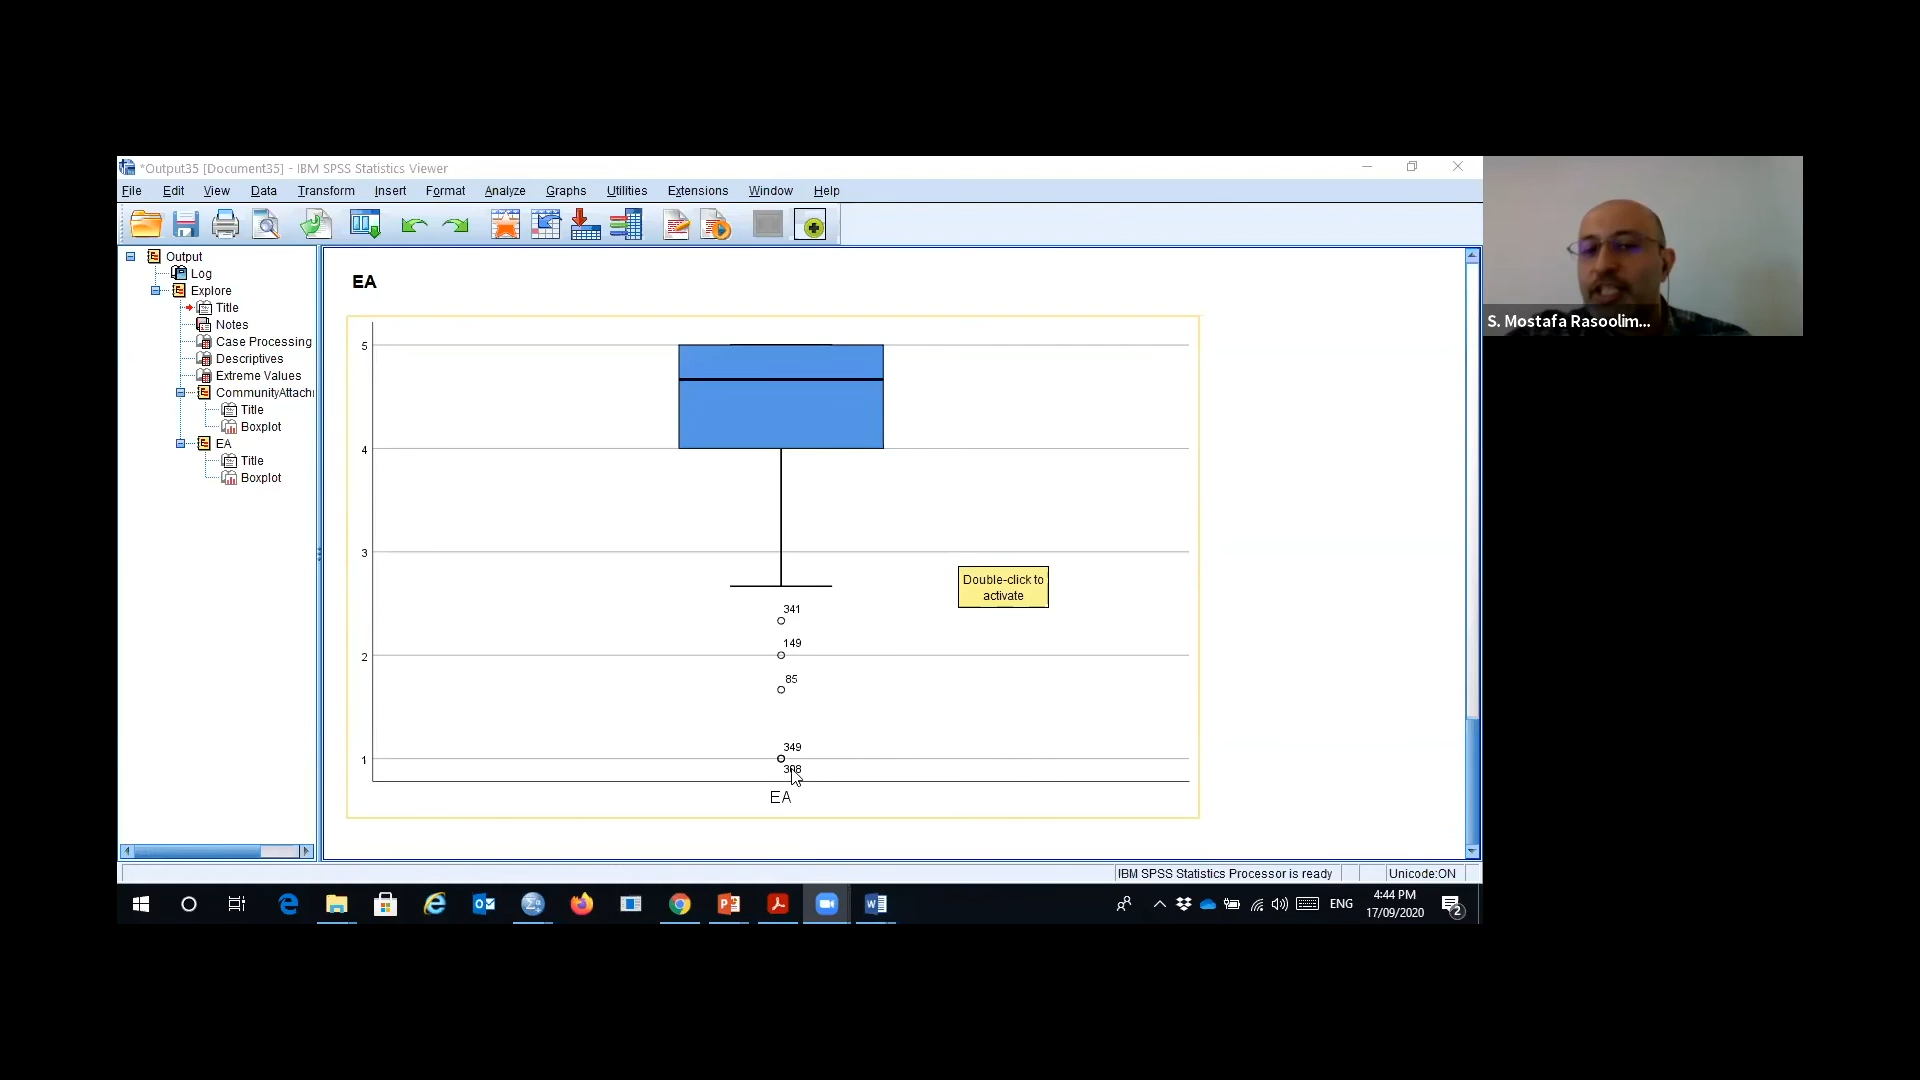 *Output35 [Document35] - IBM SPSS Statistics Viewer
File Edit View Data Transform Insert Format Analyze Graphs Utilities Extensions Window Help
Output
Log
Explore
Title
Notes
Case Processing
Descriptives
Extreme Values
CommunityAttach
Title
Boxplot
EA
Title
Boxplot
EA
5
4
3
2
1
Double-click to
activate
341
149
85
349
EA
IBM SPSS Statistics Processor is ready
Unicode:ON
ENG
4:44 PM
17/09/2020
2
S. Mostafa Rasoolim...